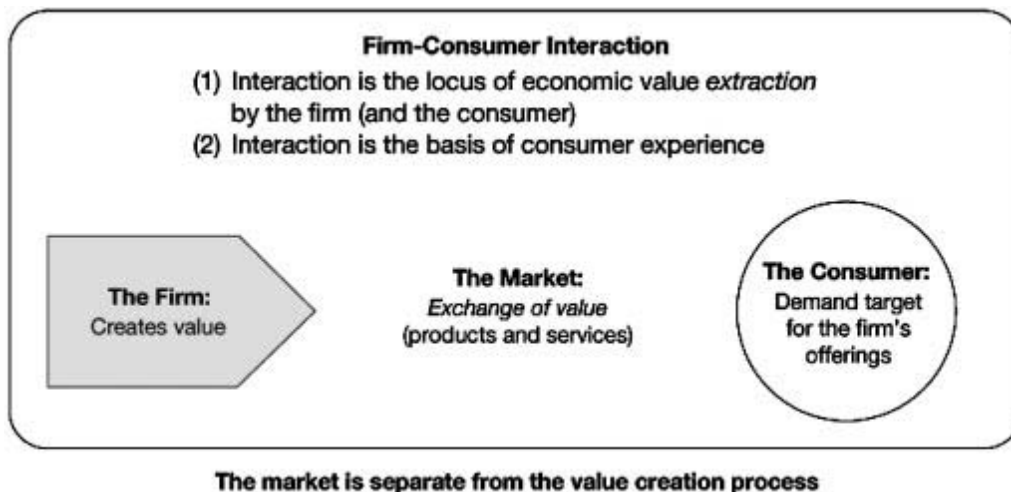 Firm-Consumer Interaction
(1) Interaction is the locus of economic value extraction
by the firm (and the consumer)
(2) Interaction is the basis of consumer experience
The Firm:
Creates value
The Market:
Exchange of value
(products and services)
The Consumer:
Demand target
for the firm's
offerings
The market is separate from the value creation process